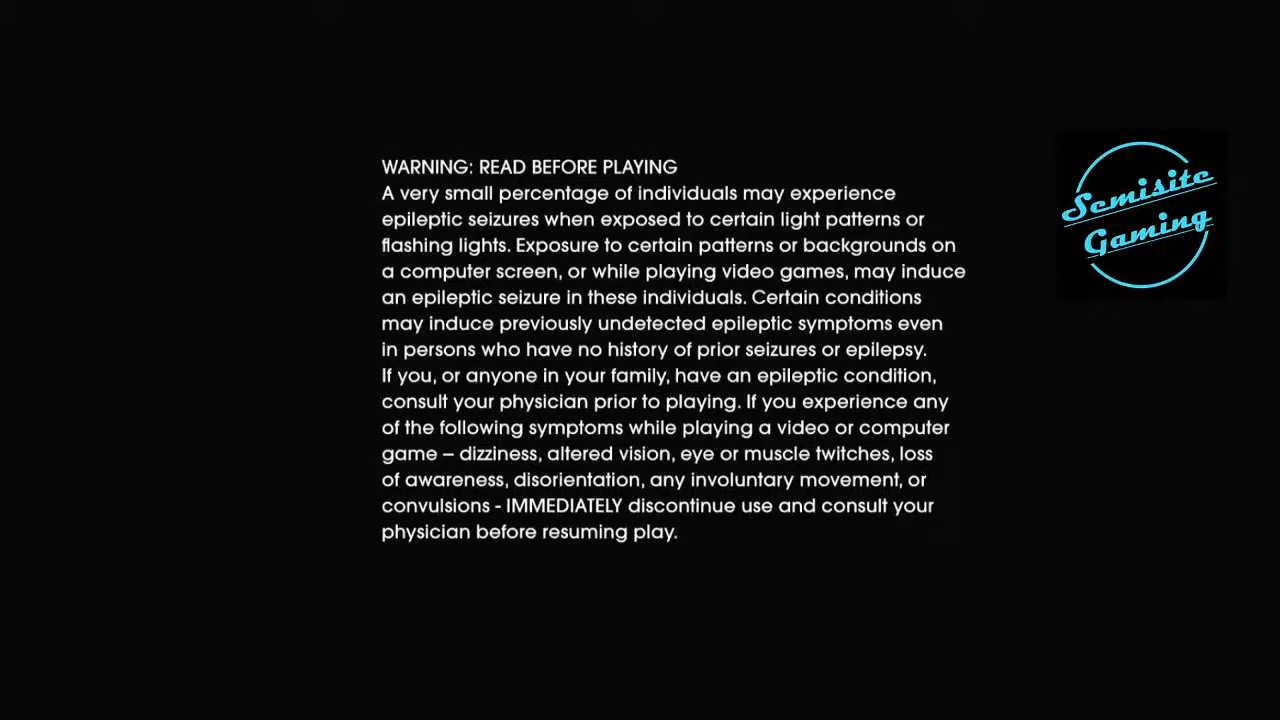 WARNING: READ BEFORE PLAYING
A very small percentage of individuals may experience
epileptic seizures when exposed to certain light patterns or
flashing lights. Exposure to certain patterns or backgrounds on
a computer screen, or while playing video games, may induce
an epileptic seizure in these individuals. Certain conditions
may induce previously undetected epileptic symptoms even
in persons who have no history of prior seizures or epilepsy.
If you, or anyone in your family, have an epileptic condition,
consult your physician prior to playing. If you experience any
of the following symptoms while playing a video or computer
game – dizziness, altered vision, eye or muscle twitches, loss
of awareness, disorientation, any involuntary movement, or
convulsions - IMMEDIATELY discontinue use and consult your
physician before resuming play.
Semisite
Gaming